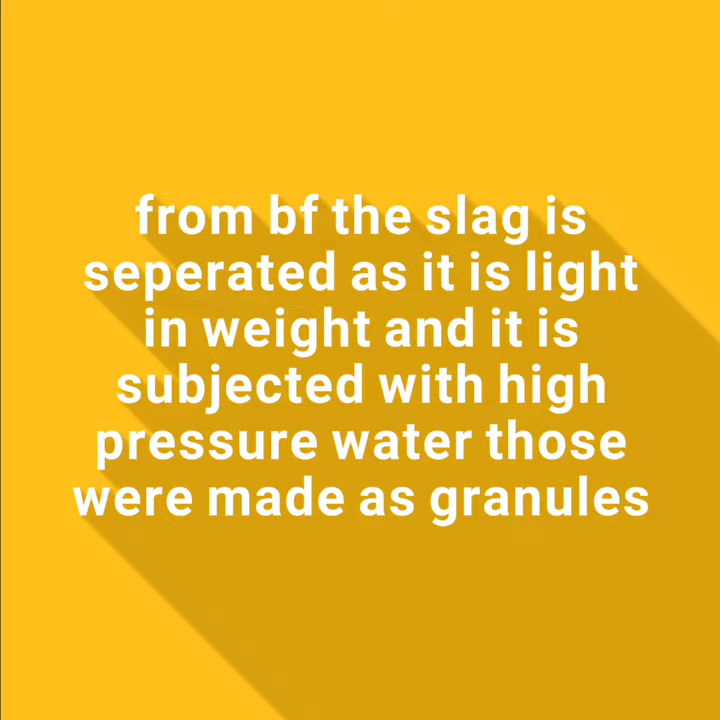 from bf the slag is
seperated as it is light
in weight and it is
subjected with high
pressure water those
were made as granules